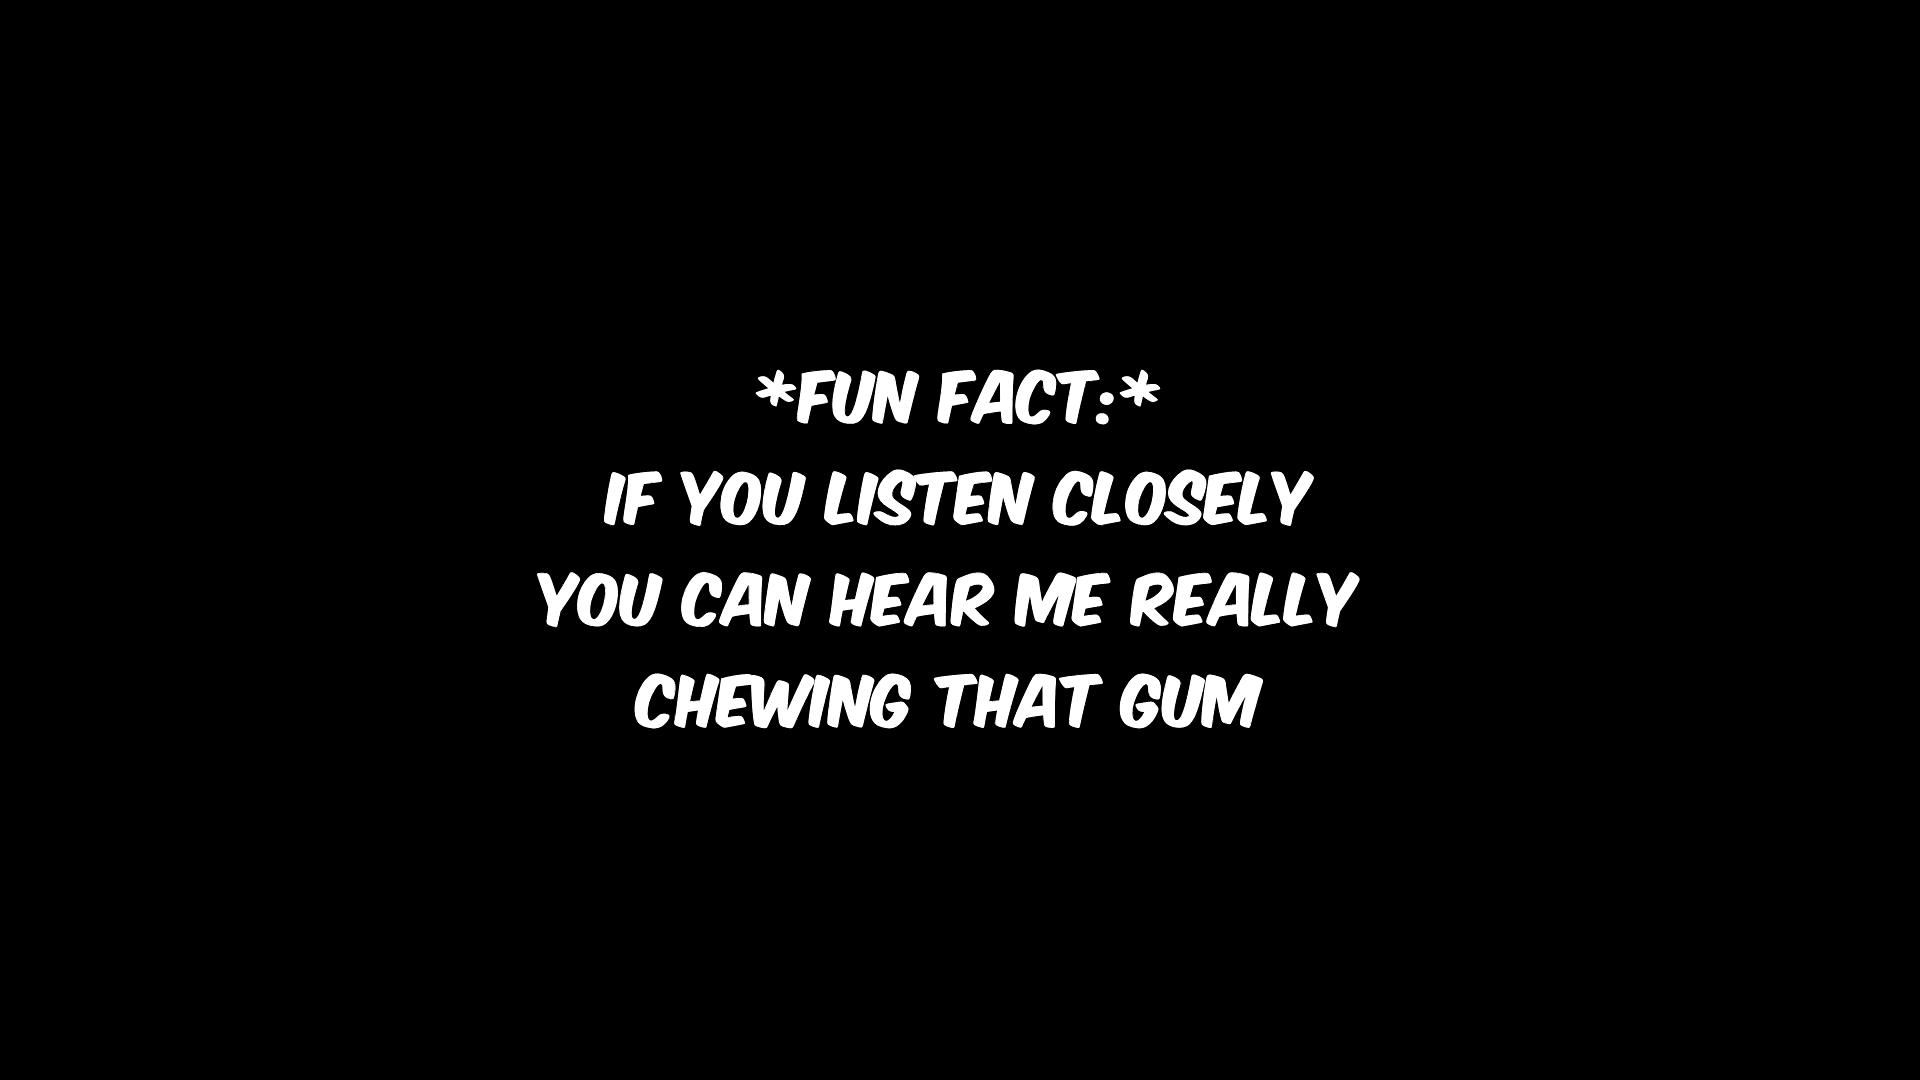 *FUN FACT:*
IF YOU LISTEN CLOSELY
YOU CAN HEAR ME REALLY
CHEWING THAT GUM